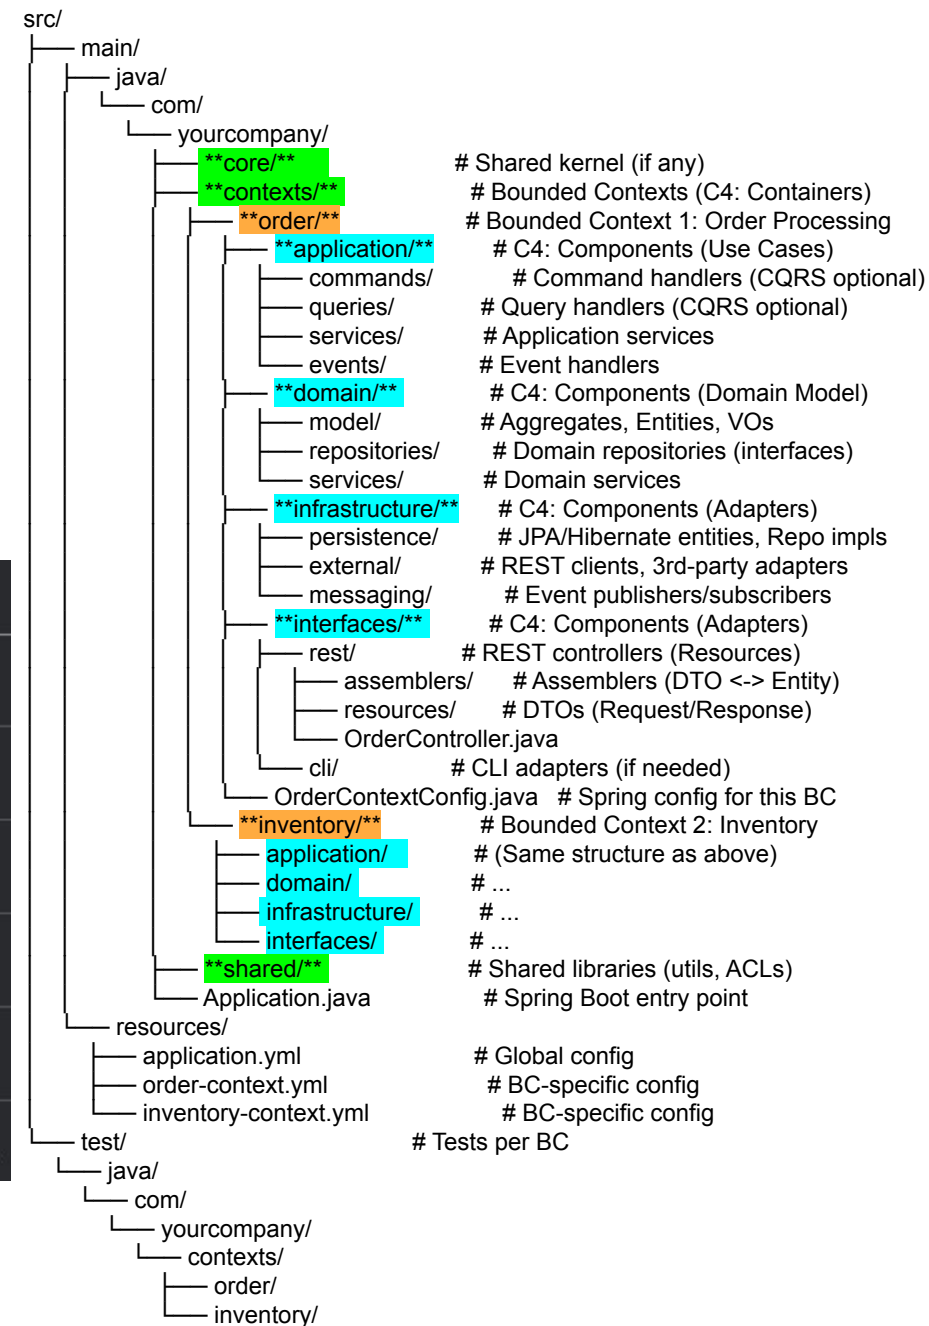 src/
├── main/
│ ├── java/
│ │ └── com/
│ │ └── yourcompany/
│ │ ├── **core/** # Shared kernel (if any)
│ │ ├── **contexts/** # Bounded Contexts (C4: Containers)
│ │ │ ├── **order/** # Bounded Context 1: Order Processing
│ │ │ │ ├── **application/** # C4: Components (Use Cases)
│ │ │ │ │ ├── commands/ # Command handlers (CQRS optional)
│ │ │ │ │ ├── queries/ # Query handlers (CQRS optional)
│ │ │ │ │ ├── services/ # Application services
│ │ │ │ │ └── events/ # Event handlers
│ │ │ │ ├── **domain/** # C4: Components (Domain Model)
│ │ │ │ │ ├── model/ # Aggregates, Entities, VOs
│ │ │ │ │ ├── repositories/ # Domain repositories (interfaces)
│ │ │ │ │ └── services/ # Domain services
│ │ │ │ ├── **infrastructure/** # C4: Components (Adapters)
│ │ │ │ │ ├── persistence/ # JPA/Hibernate entities, Repo impls
│ │ │ │ │ ├── external/ # REST clients, 3rd-party adapters
│ │ │ │ │ └── messaging/ # Event publishers/subscribers
│ │ │ │ ├── **interfaces/** # C4: Components (Adapters)
│ │ │ │ │ ├── rest/ # REST controllers (Resources)
│ │ │ │ │ │ ├── assemblers/ # Assemblers (DTO <-> Entity)
│ │ │ │ │ │ ├── resources/ # DTOs (Request/Response)
│ │ │ │ │ │ └── OrderController.java
│ │ │ │ │ └── cli/ # CLI adapters (if needed)
│ │ │ │ └── OrderContextConfig.java # Spring config for this BC
│ │ │ └── **inventory/** # Bounded Context 2: Inventory
│ │ │ ├── application/ # (Same structure as above)
│ │ │ ├── domain/ # ...
│ │ │ ├── infrastructure/ # ...
│ │ │ └── interfaces/ # ...
│ │ ├── **shared/** # Shared libraries (utils, ACLs)
│ │ └── Application.java # Spring Boot entry point
│ └── resources/
│ ├── application.yml # Global config
│ ├── order-context.yml # BC-specific config
│ └── inventory-context.yml # BC-specific config
└── test/ # Tests per BC
└── java/
└── com/
└── yourcompany/
└── contexts/
├── order/
└── inventory/